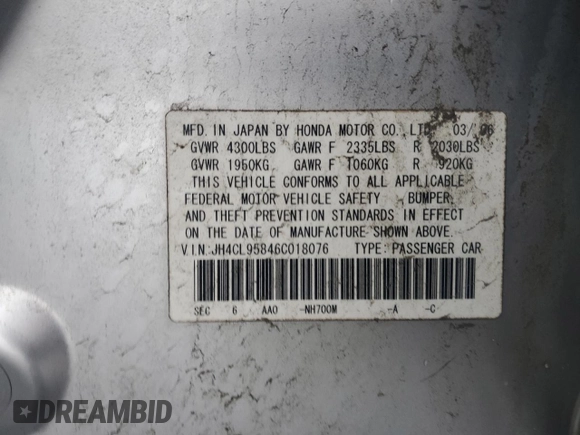 MFD. IN JAPAN BY HONDA MOTOR CO., LTD. 03/06
GVWR 4300LBS GAWR F 2335LBS R 2030LBS
GVWR 1950KG GAWR F 1060KG R 920KG
THIS VEHICLE CONFORMS TO ALL APPLICABLE
FEDERAL MOTOR VEHICLE SAFETY BUMPER,
AND THEFT PREVENTION STANDARDS IN EFFECT
ON THE DATE OF MANUFACTURE SHOWN ABOVE.
V.I.N: JH4CL95846C018076 TYPE: PASSENGER CAR
SEC 6 AA0 -NH700M -A -C
DREAMBID